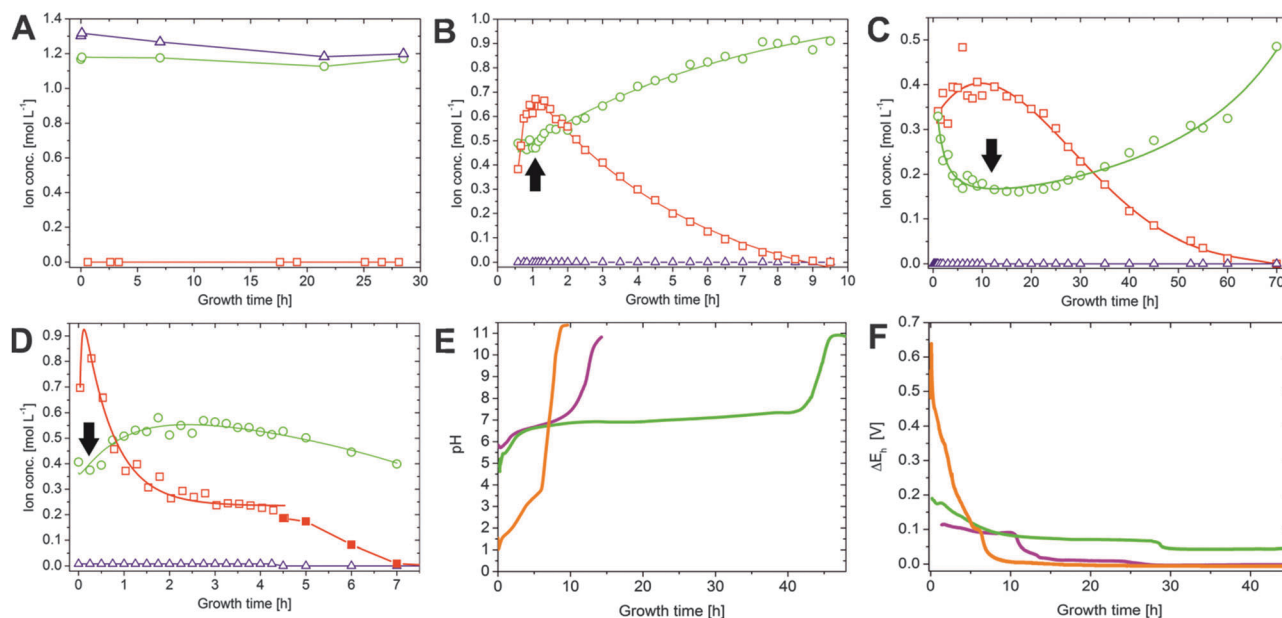 A
Ion conc. [mol L⁻¹]
1.4
1.2
1.0
0.8
0.6
0.4
0.2
0.0
0 5 10 15 20 25 30
Growth time [h]
B
Ion conc. [mol L⁻¹]
1.0
0.9
0.8
0.7
0.6
0.5
0.4
0.3
0.2
0.1
0.0
0 1 2 3 4 5 6 7 8 9 10
Growth time [h]
C
Ion conc. [mol L⁻¹]
0.5
0.4
0.3
0.2
0.1
0.0
0 10 20 30 40 50 60 70
Growth time [h]
D
Ion conc. [mol L⁻¹]
0.9
0.8
0.7
0.6
0.5
0.4
0.3
0.2
0.1
0.0
0 1 2 3 4 5 6 7
Growth time [h]
E
pH
11
10
9
8
7
6
5
4
3
2
1
0
0 10 20 30 40
Growth time [h]
F
ΔEₕ [V]
0.7
0.6
0.5
0.4
0.3
0.2
0.1
0.0
0 10 20 30 40
Growth time [h]